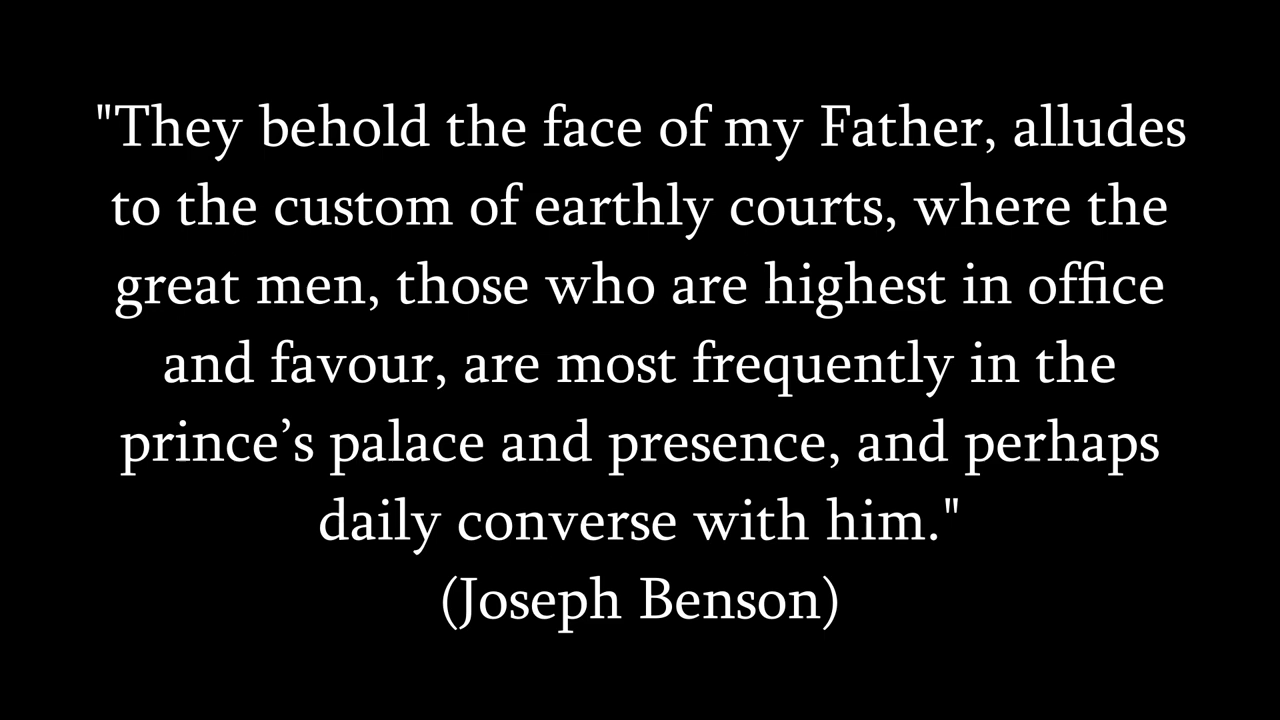 "They behold the face of my Father, alludes
to the custom of earthly courts, where the
great men, those who are highest in office
and favour, are most frequently in the
prince’s palace and presence, and perhaps
daily converse with him."
(Joseph Benson)